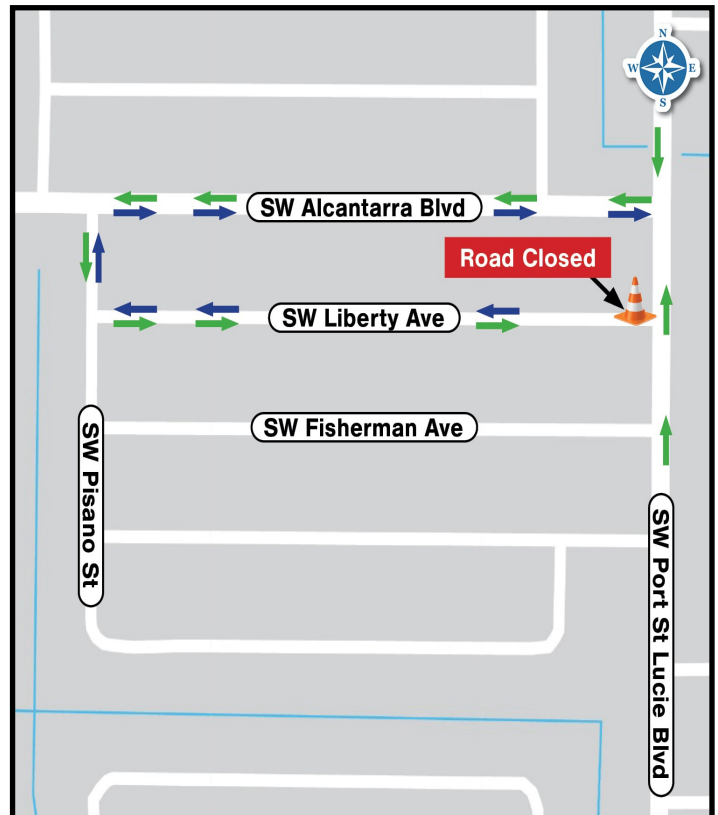 N
W E
S
SW Alcantarra Blvd
Road Closed
SW Liberty Ave
SW Fisherman Ave
SW Pisano St
SW Port St Lucie Blvd